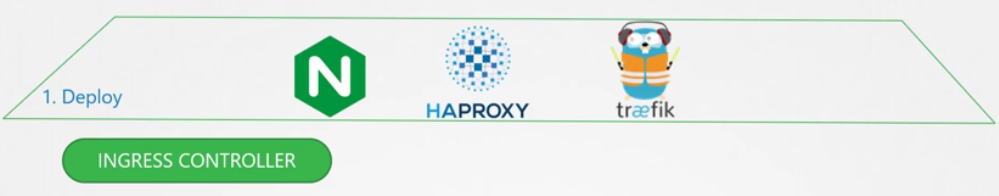 1. Deploy
N
HAPROXY
træfik
INGRESS CONTROLLER